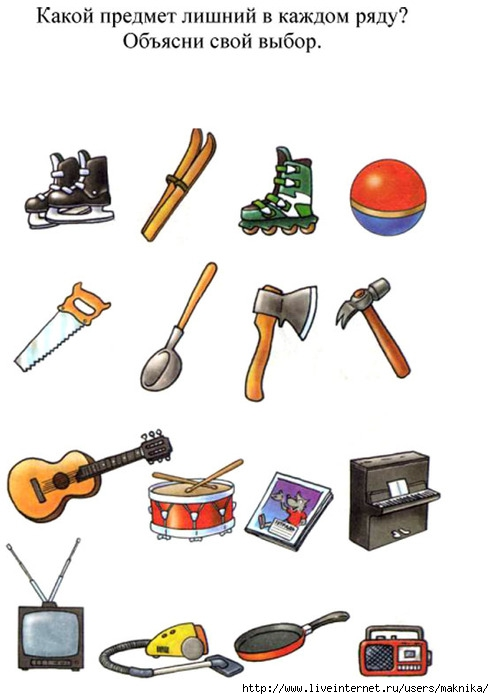 Какой предмет лишний в каждом ряду?
Объясни свой выбор.
http://www.liveinternet.ru/users/maknika/